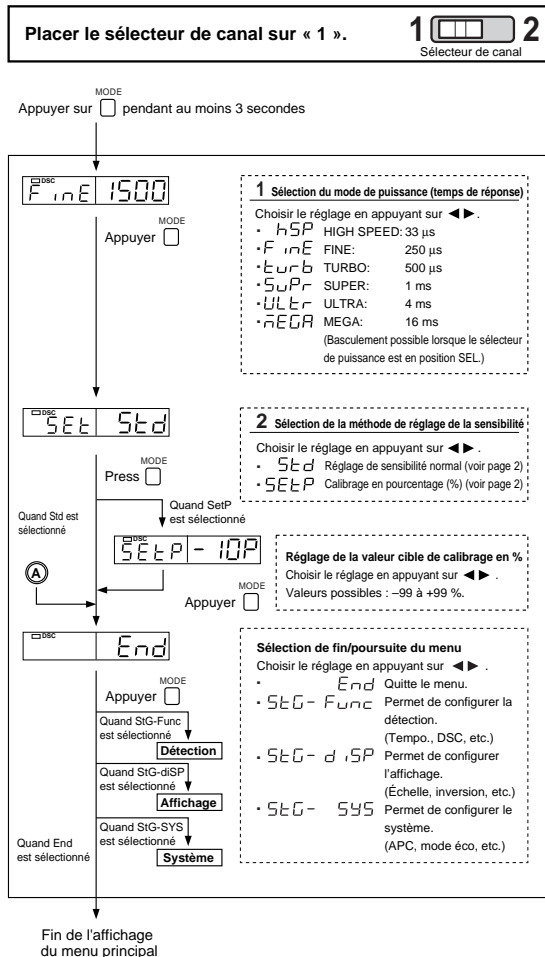 Placer le sélecteur de canal sur « 1 ».
1 2
Sélecteur de canal
MODE
Appuyer sur pendant au moins 3 secondes
DSC
FinE 1500
MODE
Appuyer
1 Sélection du mode de puissance (temps de réponse)
Choisir le réglage en appuyant sur ◀ ▶.
· hSP HIGH SPEED: 33 µs
· FinE FINE: 250 µs
· turb TURBO: 500 µs
· SuPr SUPER: 1 ms
· ULtr ULTRA: 4 ms
· nEGA MEGA: 16 ms
(Basculement possible lorsque le sélecteur
de puissance est en position SEL.)
DSC
SEt Std
MODE
Press
2 Sélection de la méthode de réglage de la sensibilité
Choisir le réglage en appuyant sur ◀ ▶ .
· Std Réglage de sensibilité normal (voir page 2)
· SEtP Calibrage en pourcentage (%) (voir page 2)
Quand Std est
sélectionné
Quand SetP
est sélectionné
DSC
SEtP - 10P
A
MODE
Appuyer
Réglage de la valeur cible de calibrage en %
Choisir le réglage en appuyant sur ◀ ▶ .
Valeurs possibles : –99 à +99 %.
DSC
End
MODE
Appuyer
Quand StG-Func
est sélectionné
Détection
Quand StG-diSP
est sélectionné
Affichage
Quand StG-SYS
est sélectionné
Système
Quand End
est sélectionné
Sélection de fin/poursuite du menu
Choisir le réglage en appuyant sur ◀ ▶ .
· End Quitte le menu.
· StG- Func Permet de configurer la
détection.
(Tempo., DSC, etc.)
· StG- diSP Permet de configurer
l'affichage.
(Échelle, inversion, etc.)
· StG- SYS Permet de configurer le
système.
(APC, mode éco, etc.)
Fin de l'affichage
du menu principal